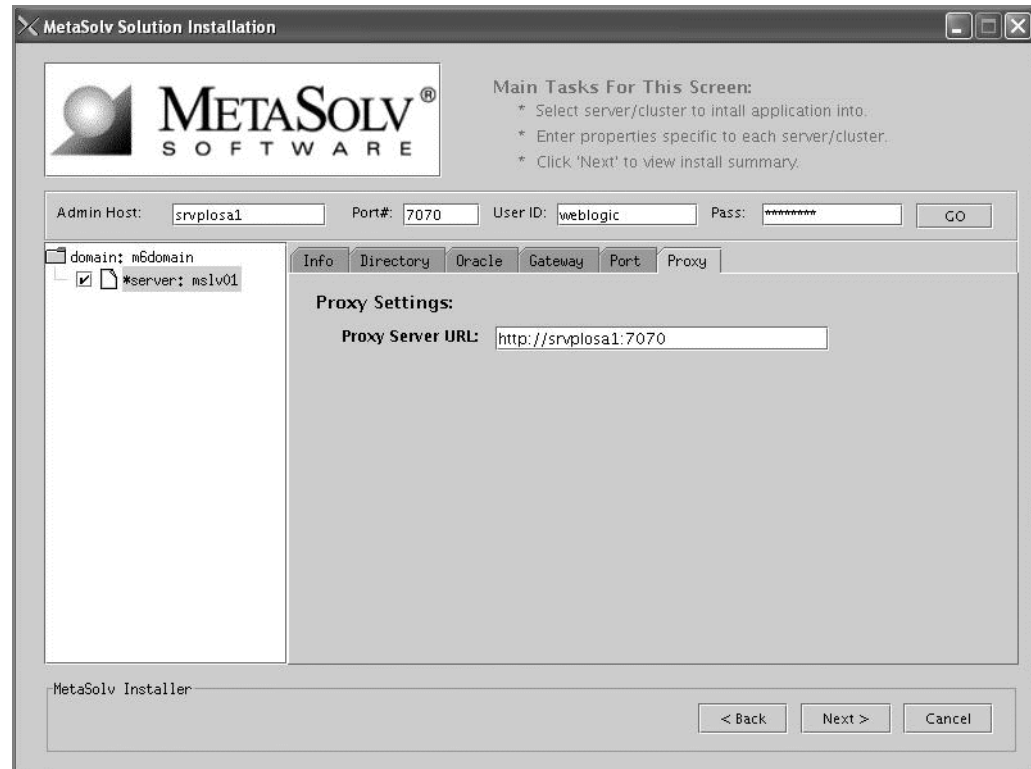 MetaSolv Solution Installation
METASOLV®
SOFTWARE
Main Tasks For This Screen:
* Select server/cluster to intall application into.
* Enter properties specific to each server/cluster.
* Click 'Next' to view install summary.
Admin Host: srvplosa1 Port#: 7070 User ID: weblogic Pass: ******** GO
domain: m6domain
*server: mslv01
Info Directory Oracle Gateway Port Proxy
Proxy Settings:
Proxy Server URL: http://srvplosa1:7070
MetaSolv Installer
< Back Next > Cancel